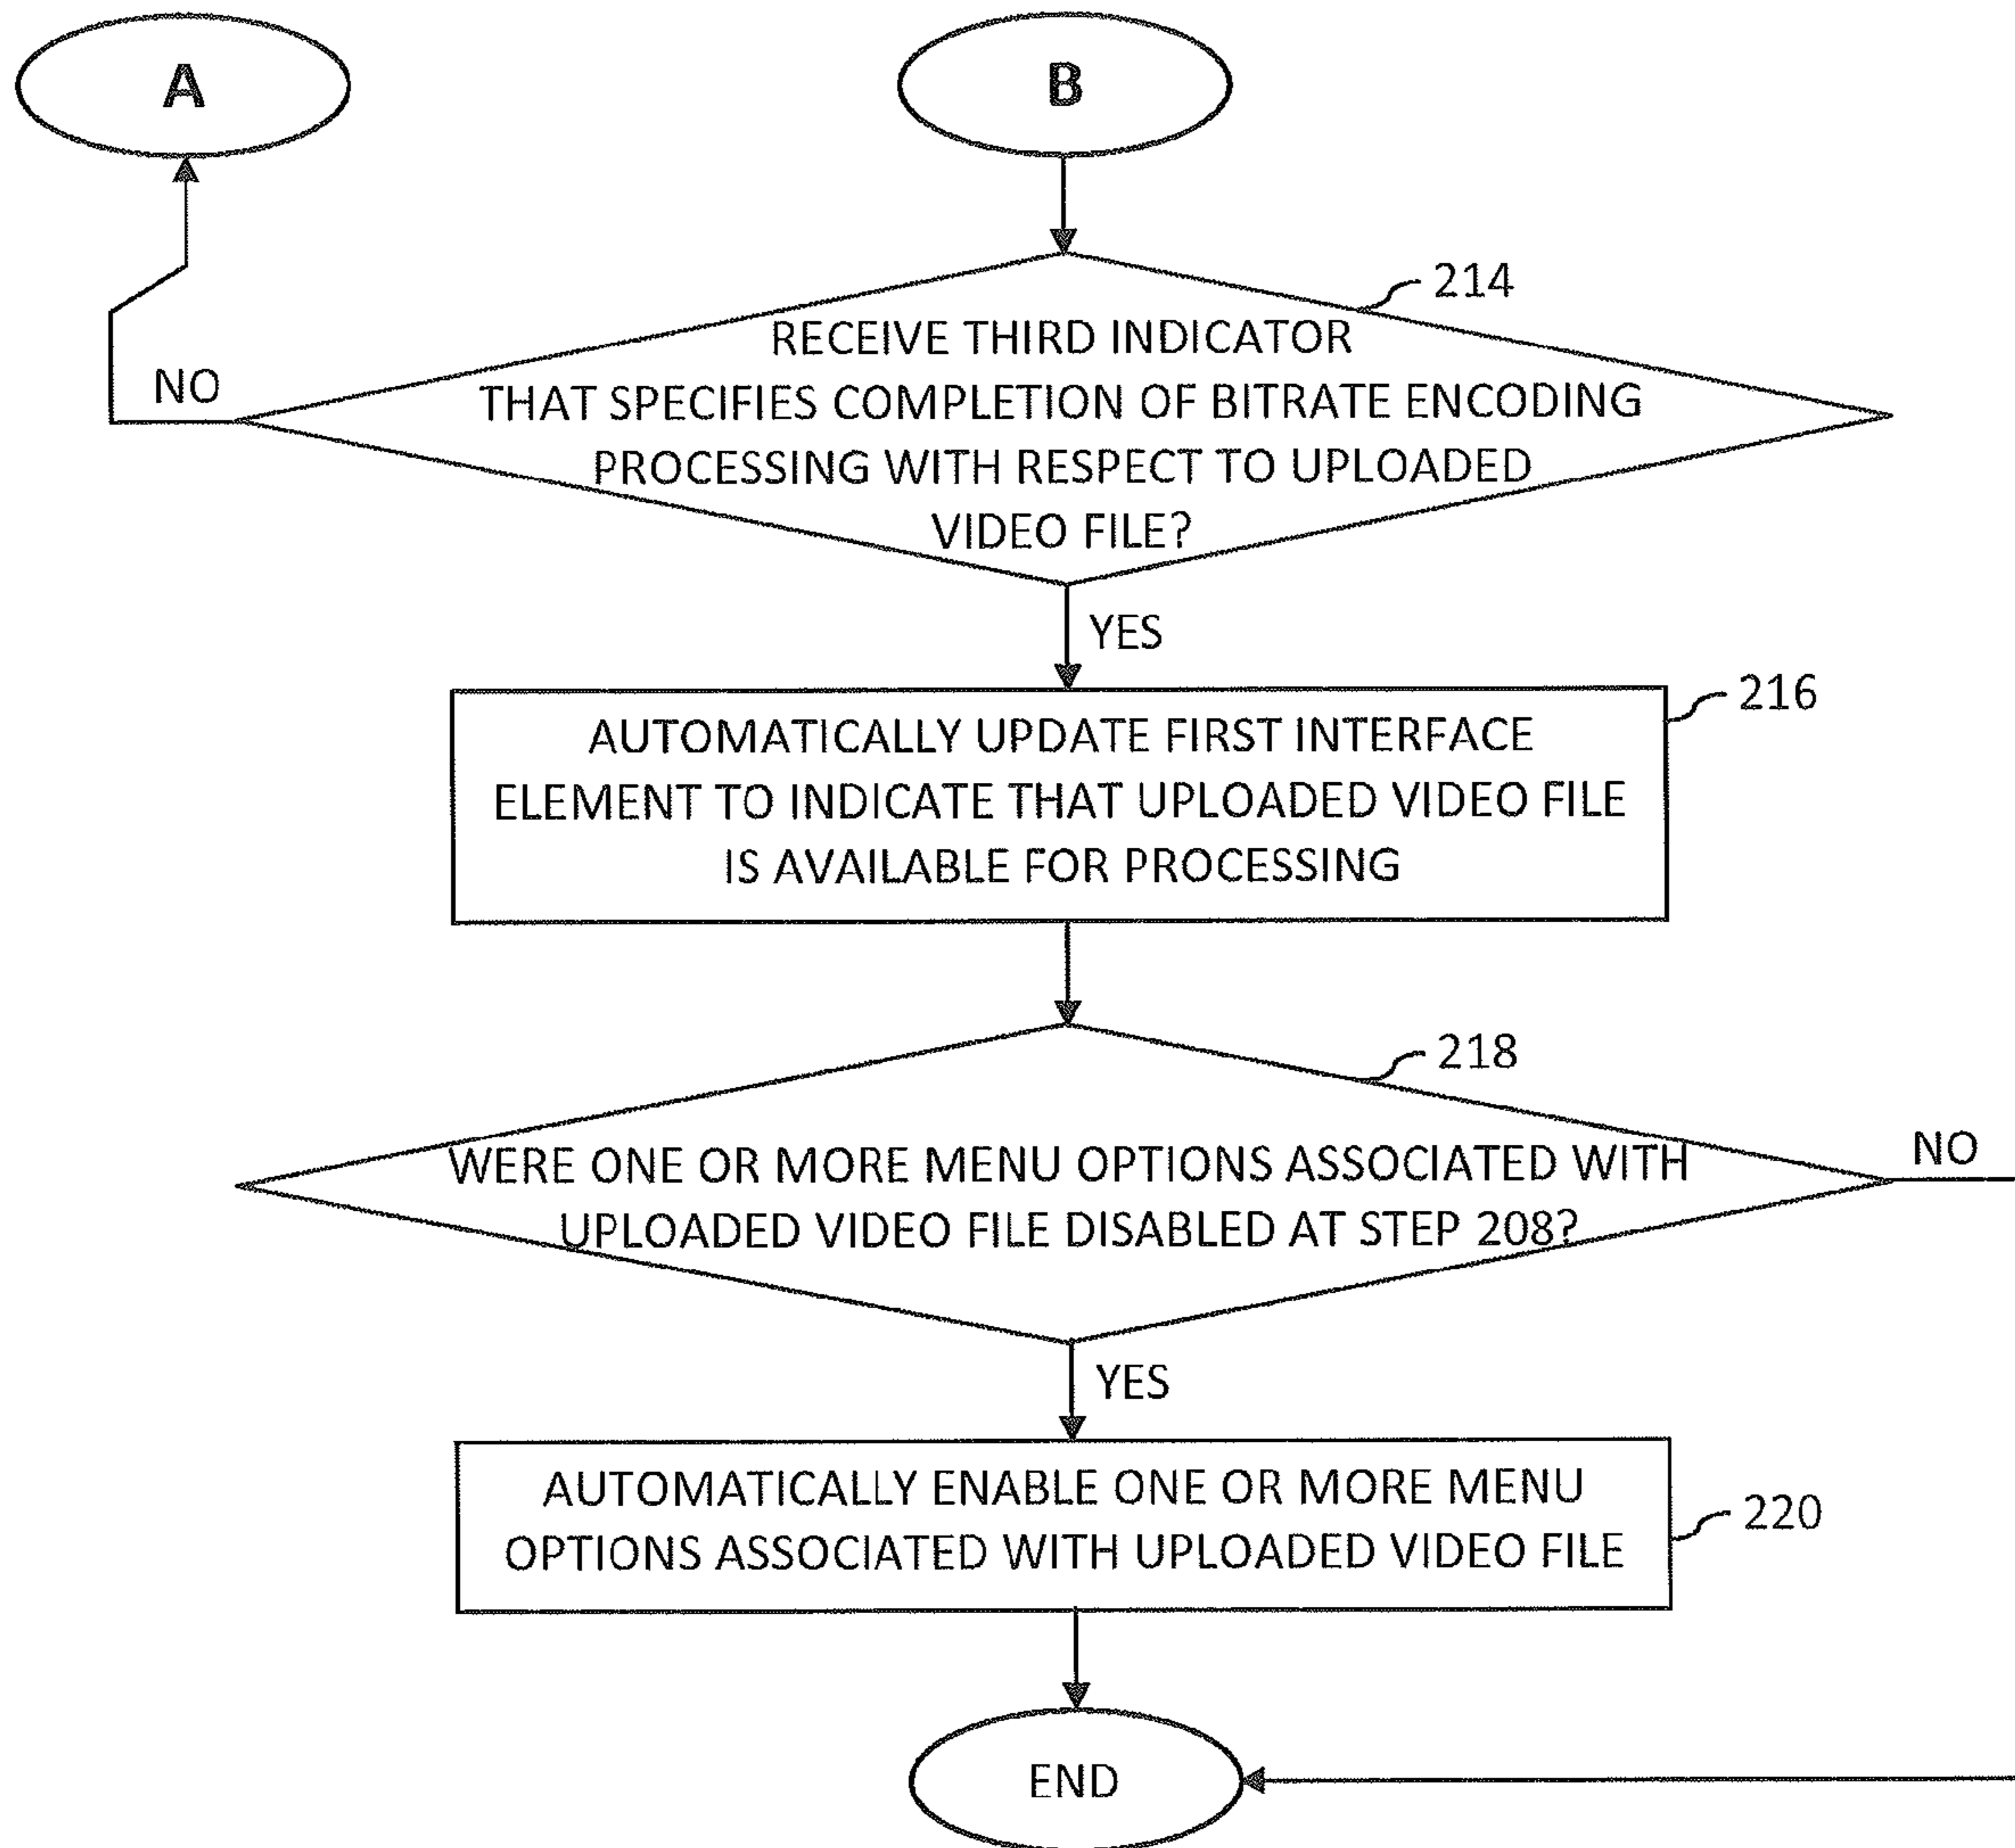 A
B
214
RECEIVE THIRD INDICATOR
THAT SPECIFIES COMPLETION OF BITRATE ENCODING
PROCESSING WITH RESPECT TO UPLOADED
VIDEO FILE?
NO
YES
216
AUTOMATICALLY UPDATE FIRST INTERFACE
ELEMENT TO INDICATE THAT UPLOADED VIDEO FILE
IS AVAILABLE FOR PROCESSING
218
WERE ONE OR MORE MENU OPTIONS ASSOCIATED WITH
UPLOADED VIDEO FILE DISABLED AT STEP 208?
NO
YES
AUTOMATICALLY ENABLE ONE OR MORE MENU
OPTIONS ASSOCIATED WITH UPLOADED VIDEO FILE
220
END